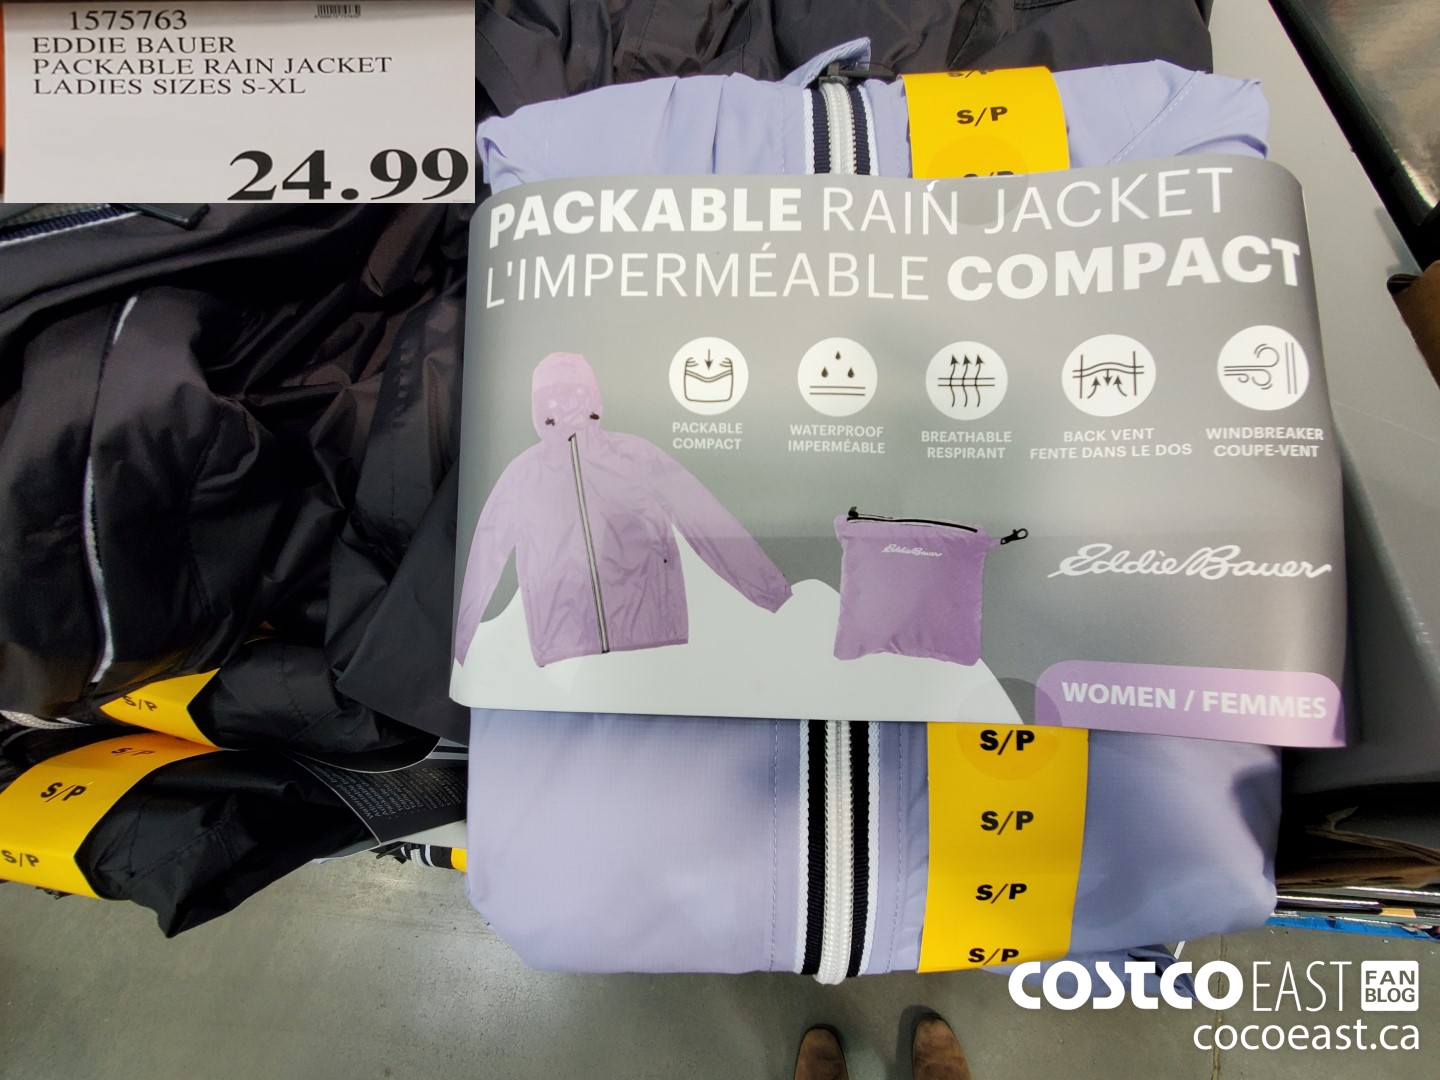 1575763
EDDIE BAUER
PACKABLE RAIN JACKET
LADIES SIZES S-XL
24.99
S/P
S/P
S/P
PACKABLE RAIN JACKET
L'IMPERMÉABLE COMPACT
PACKABLE
COMPACT
WATERPROOF
IMPERMÉABLE
BREATHABLE
RESPIRANT
BACK VENT
FENTE DANS LE DOS
WINDBREAKER
COUPE-VENT
Eddie Bauer
Eddie Bauer
WOMEN / FEMMES
S/P
S/P
S/P
S/P
S/P
S/P
S/P
S/P
COSTCO EAST FAN BLOG
cocoeast.ca